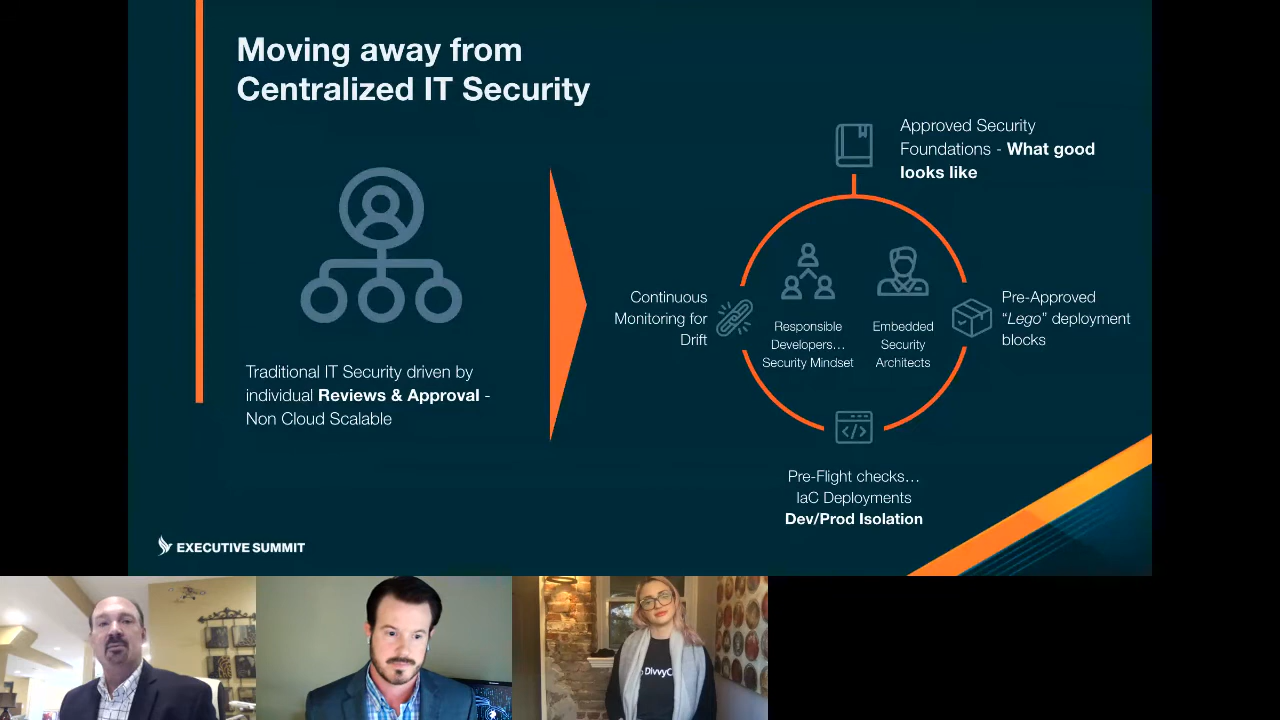 Moving away from
Centralized IT Security
Approved Security
Foundations - What good
looks like
Continuous
Monitoring for
Drift
Responsible
Developers…
Security Mindset
Embedded
Security
Architects
Pre-Approved
“Lego” deployment
blocks
Traditional IT Security driven by
individual Reviews & Approval -
Non Cloud Scalable
Pre-Flight checks…
IaC Deployments
Dev/Prod Isolation
EXECUTIVE SUMMIT
DivvyC